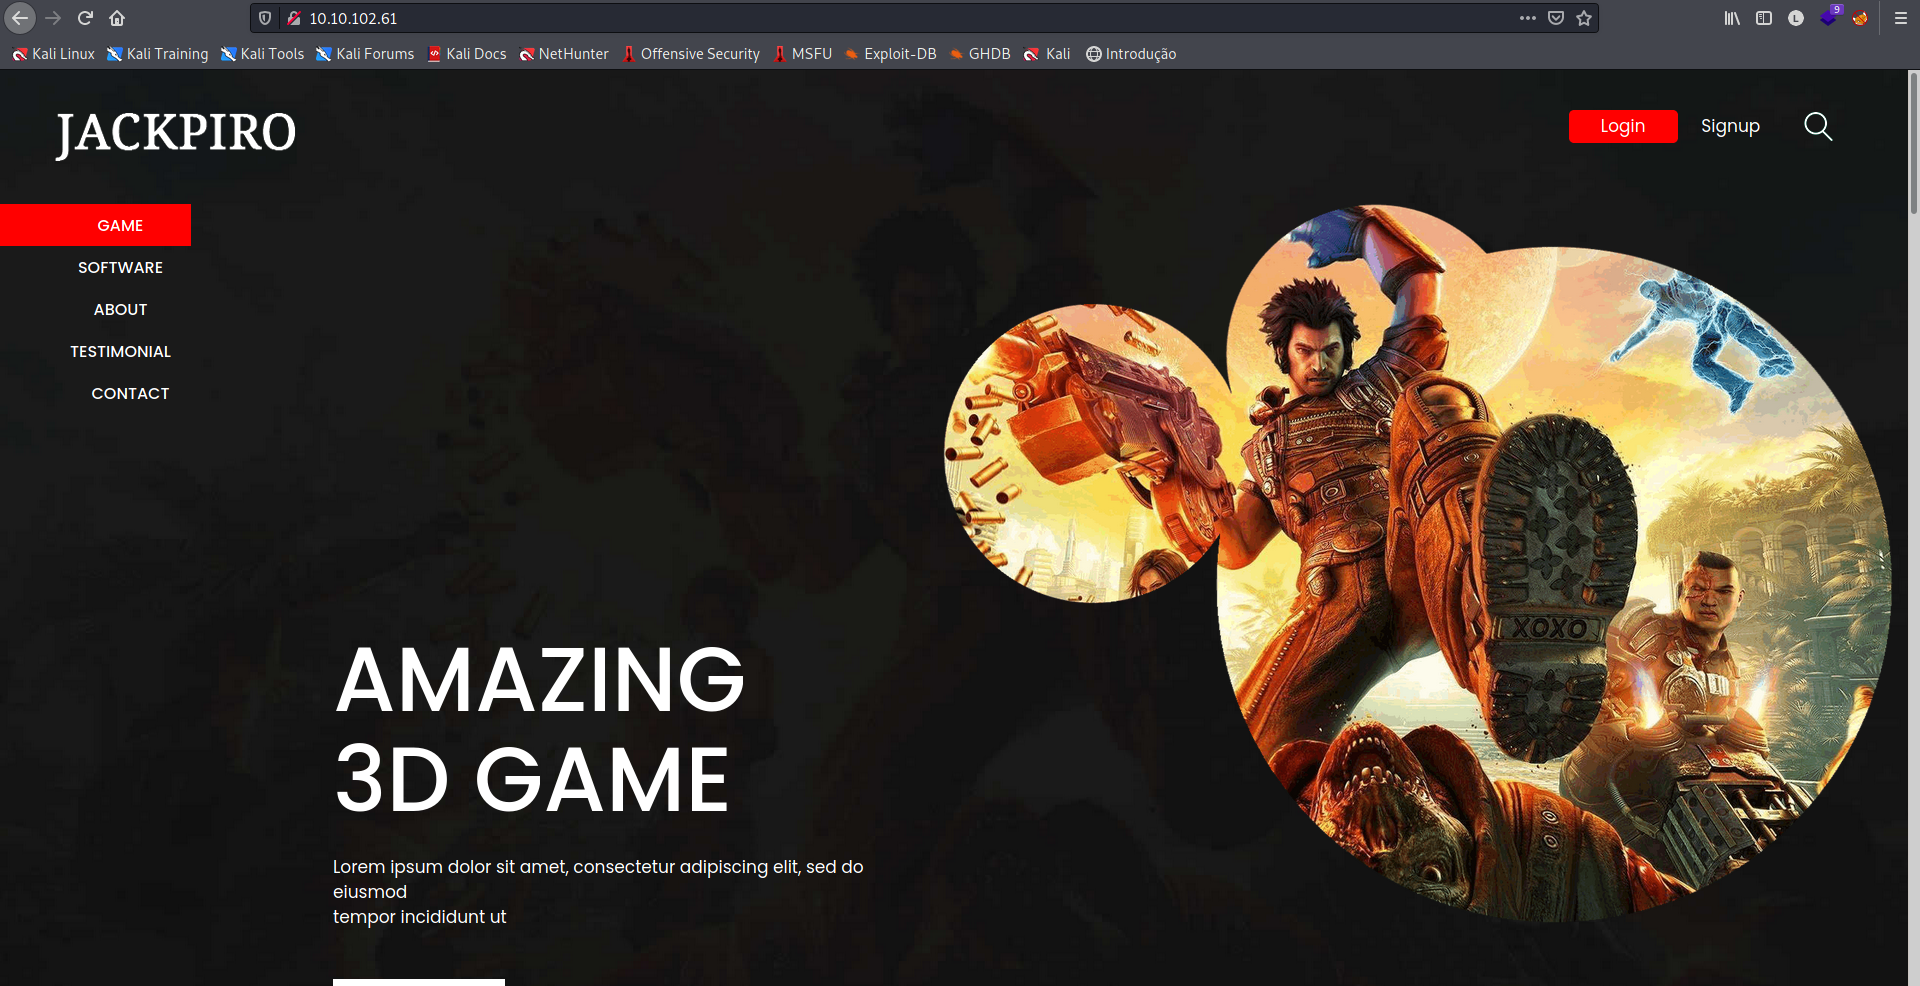 10.10.102.61
9
Kali Linux Kali Training Kali Tools Kali Forums Kali Docs NetHunter Offensive Security MSFU Exploit-DB GHDB Kali Introdução
JACKPIRO
Login Signup
GAME
SOFTWARE
ABOUT
TESTIMONIAL
CONTACT
XOXO
AMAZING
3D GAME
Lorem ipsum dolor sit amet, consectetur adipiscing elit, sed do
eiusmod
tempor incididunt ut